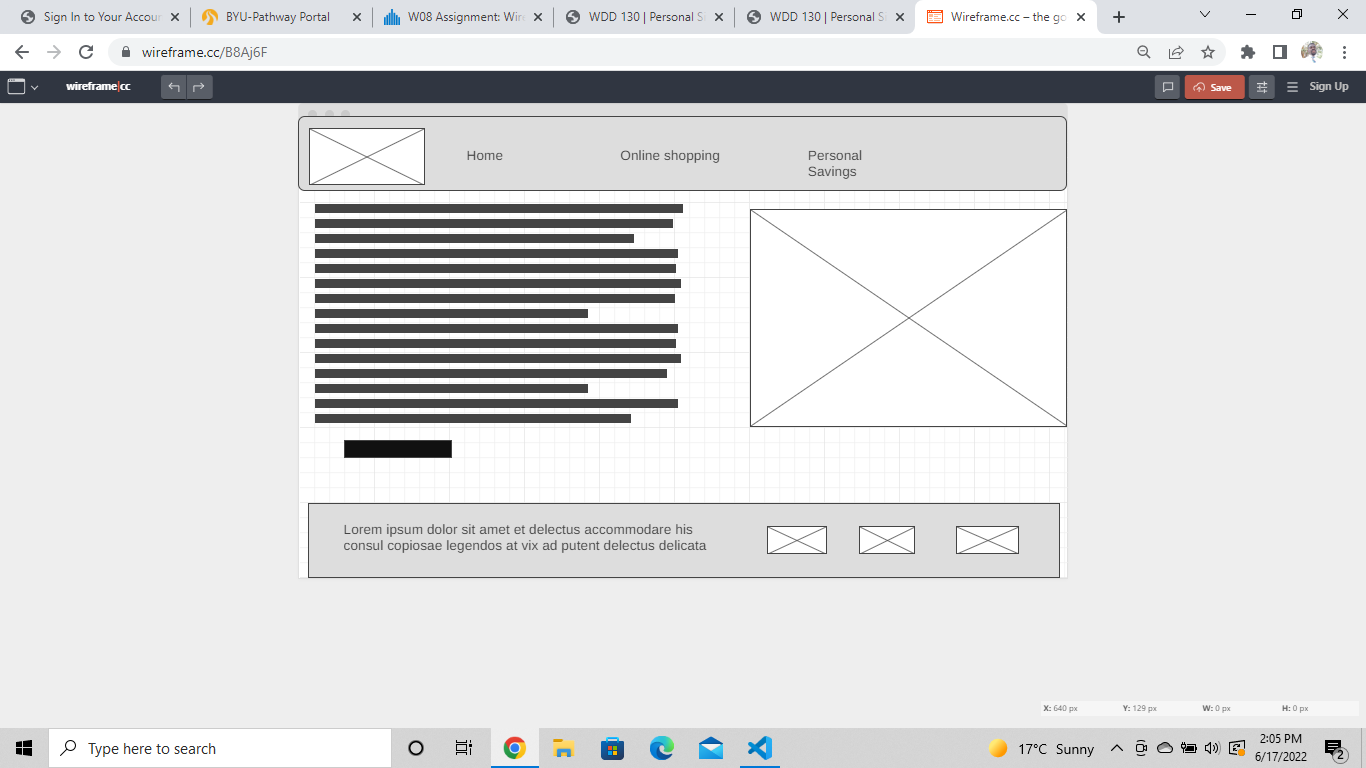 Sign In to Your Accour
BYU-Pathway Portal
W08 Assignment: Wir
WDD 130 | Personal S
WDD 130 | Personal S
Wireframe.cc – the go
wireframe.cc/B8Aj6F
wireframe|cc
Save
Sign Up
Home
Online shopping
Personal
Savings
Lorem ipsum dolor sit amet et delectus accommodare his
consul copiosae legendos at vix ad putent delectus delicata
X: 640 px
Y: 129 px
W: 0 px
H: 0 px
Type here to search
17°C Sunny
2:05 PM
6/17/2022
2